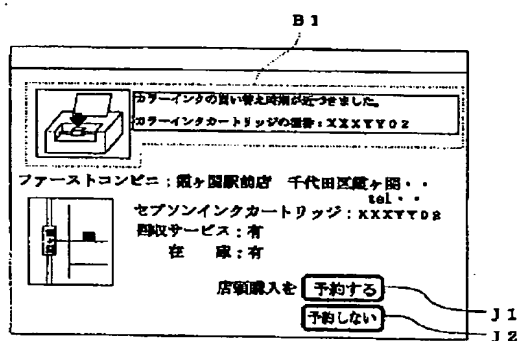 B1
カラーインクの買い替え時期が近づきました。
カラーインクカートリッジの種番:XXXYY02
ファーストコンビニ:霞ヶ関駅前店 千代田区霞ヶ関・・
tel・・
セブソンインクカートリッジ:XXXYY02
回収サービス:有
在 庫:有
店頭購入を 予約する
J1
予約しない
J2